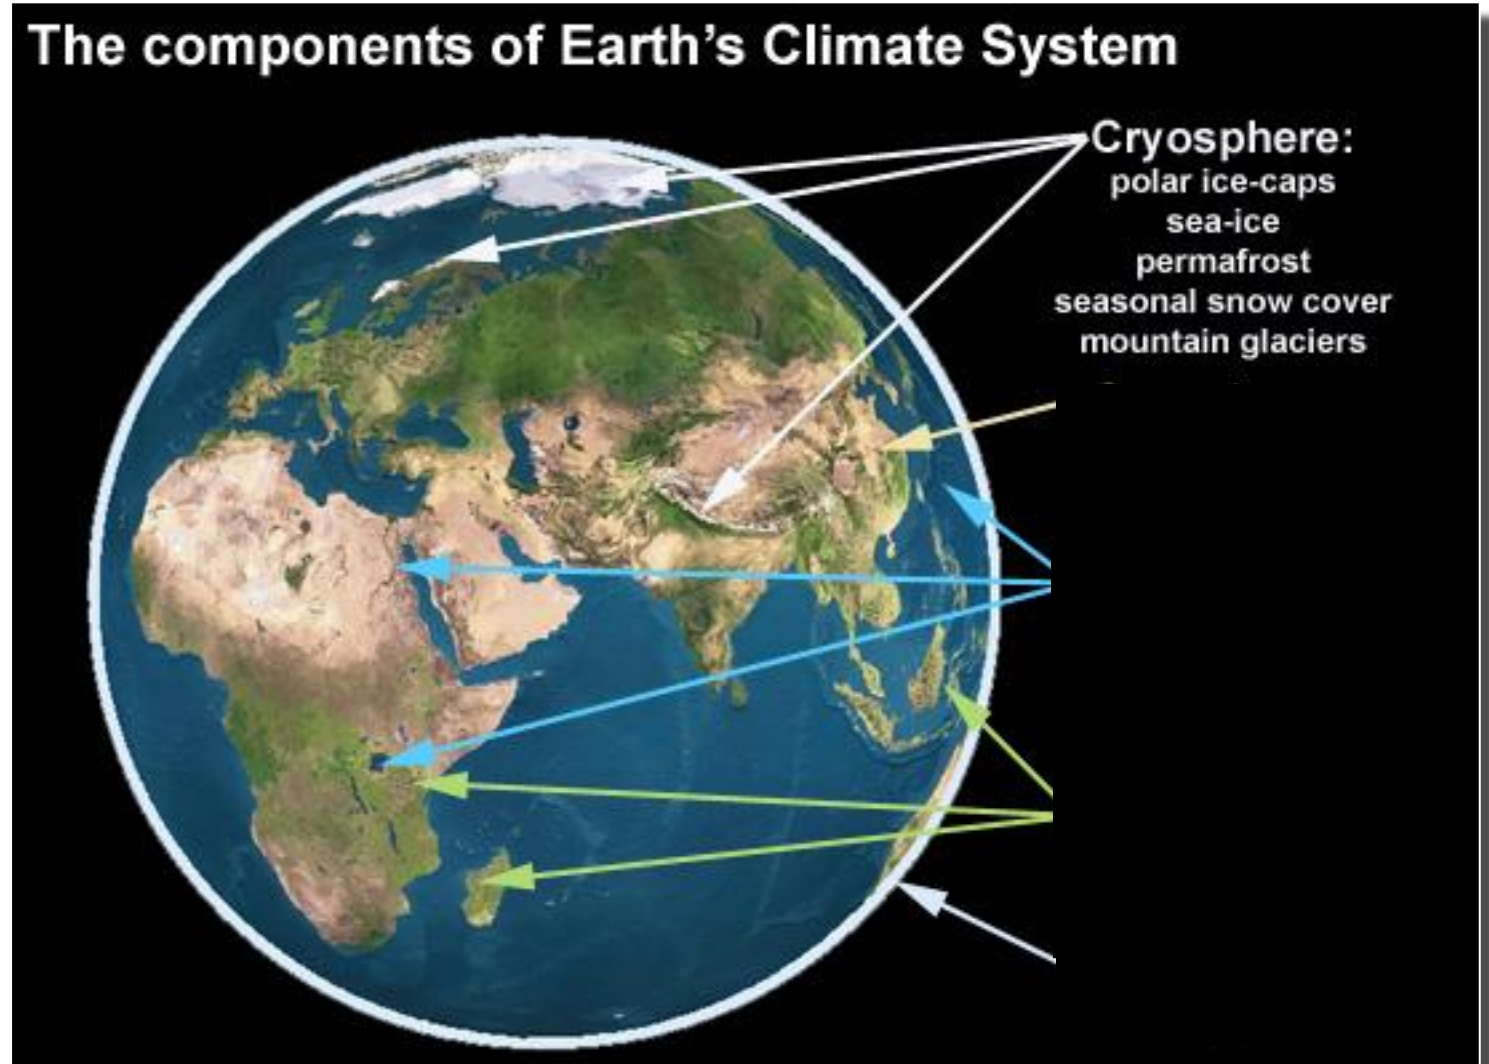 The components of Earth's Climate System
Cryosphere:
polar ice-caps
sea-ice
permafrost
seasonal snow cover
mountain glaciers